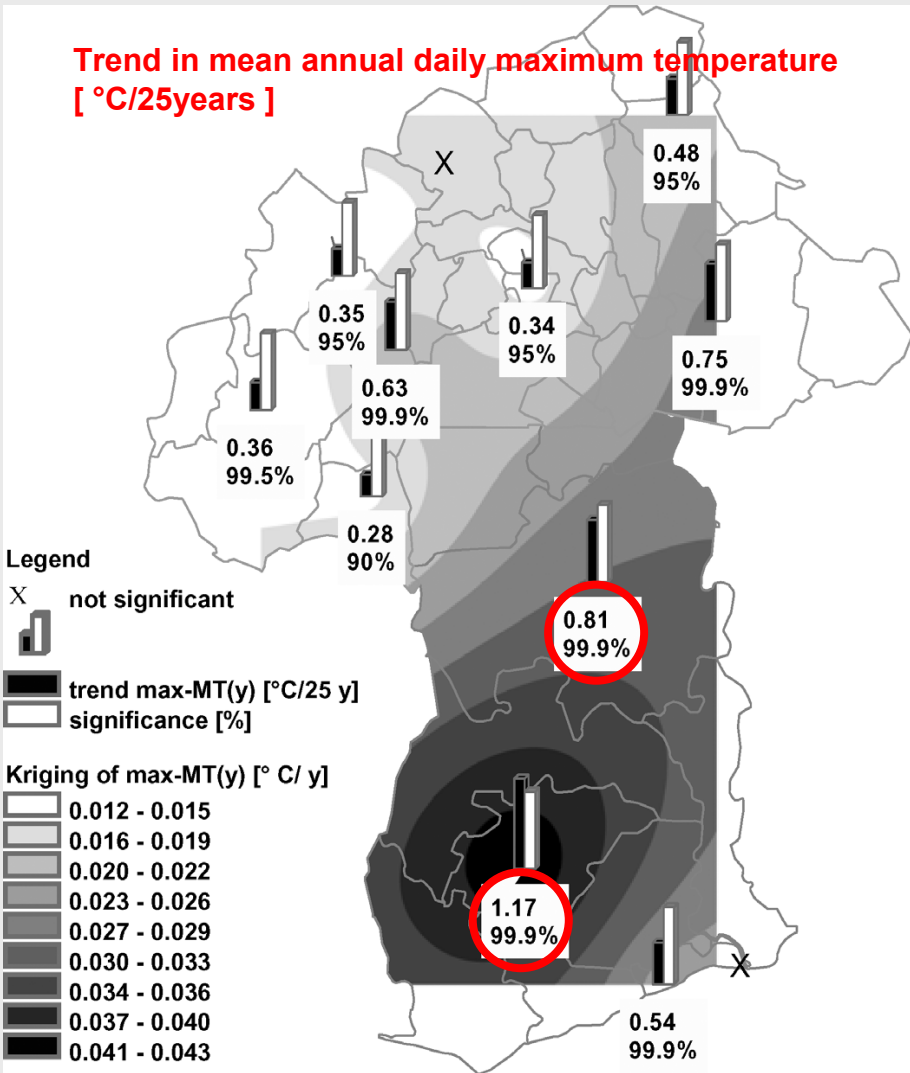 Trend in mean annual daily maximum temperature
[ °C/25years ]
X
0.48
95%
0.35
95%
0.34
95%
0.63
99.9%
0.75
99.9%
0.36
99.5%
0.28
90%
0.81
99.9%
1.17
99.9%
X
0.54
99.9%
Legend
X not significant
trend max-MT(y) [°C/25 y]
significance [%]
Kriging of max-MT(y) [° C/ y]
0.012 - 0.015
0.016 - 0.019
0.020 - 0.022
0.023 - 0.026
0.027 - 0.029
0.030 - 0.033
0.034 - 0.036
0.037 - 0.040
0.041 - 0.043